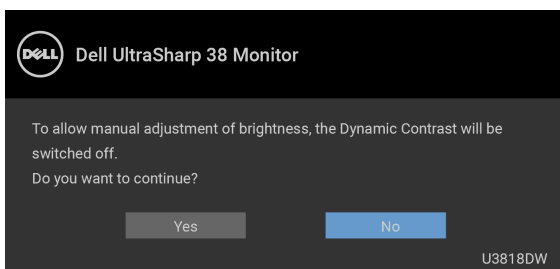 DELL
Dell UltraSharp 38 Monitor
To allow manual adjustment of brightness, the Dynamic Contrast will be
switched off.
Do you want to continue?
Yes
No
U3818DW